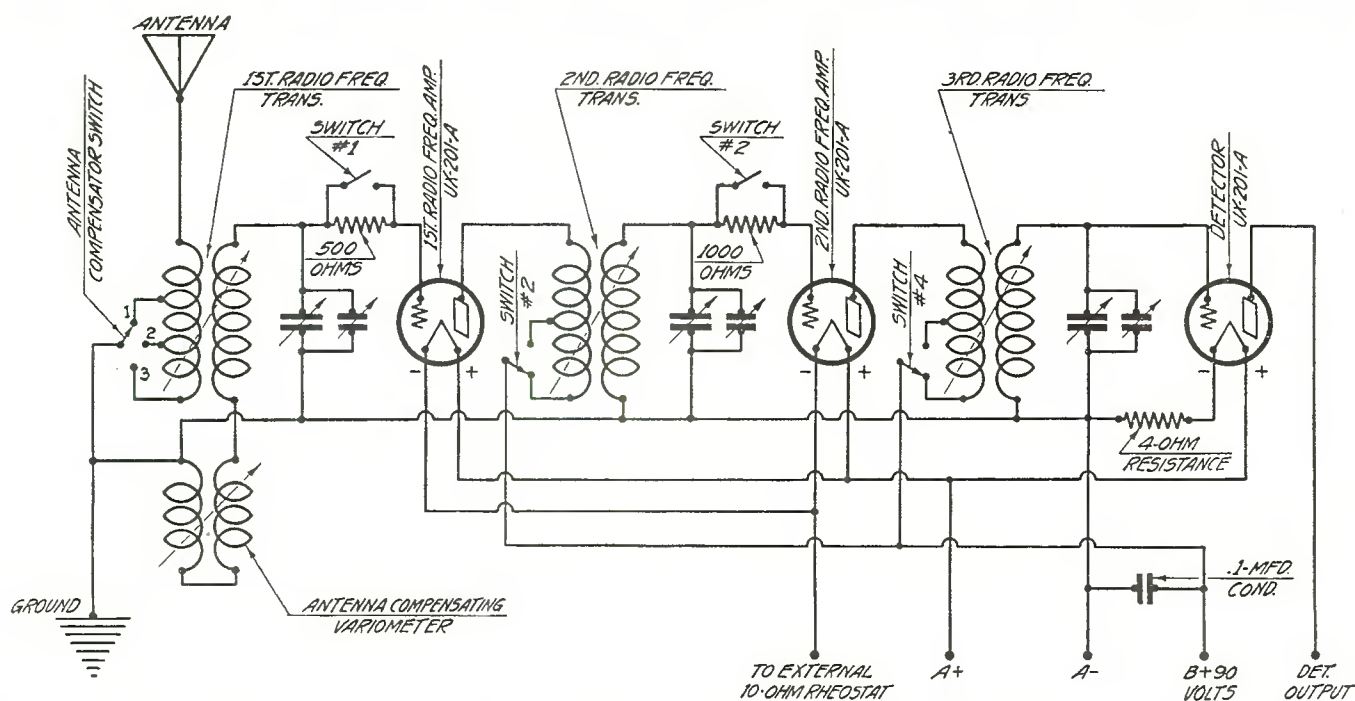 ANTENNA
ANTENNA
COMPENSATOR SWITCH
1ST. RADIO FREQ.
TRANS.
SWITCH
#1
500
OHMS
1ST. RADIO FREQ. AMP.
UX-201-A
2ND. RADIO FREQ.
TRANS.
SWITCH
#2
SWITCH
#2
1000
OHMS
2ND. RADIO FREQ. AMP.
UX-201-A
3RD. RADIO FREQ.
TRANS
SWITCH
#4
DETECTOR
UX-201-A
1
2
3
- +
- +
- +
4-OHM
RESISTANCE
GROUND
ANTENNA COMPENSATING
VARIOMETER
.1-MFD.
COND.
TO EXTERNAL
10-OHM RHEOSTAT
A+
A-
B+90
VOLTS
DET.
OUTPUT